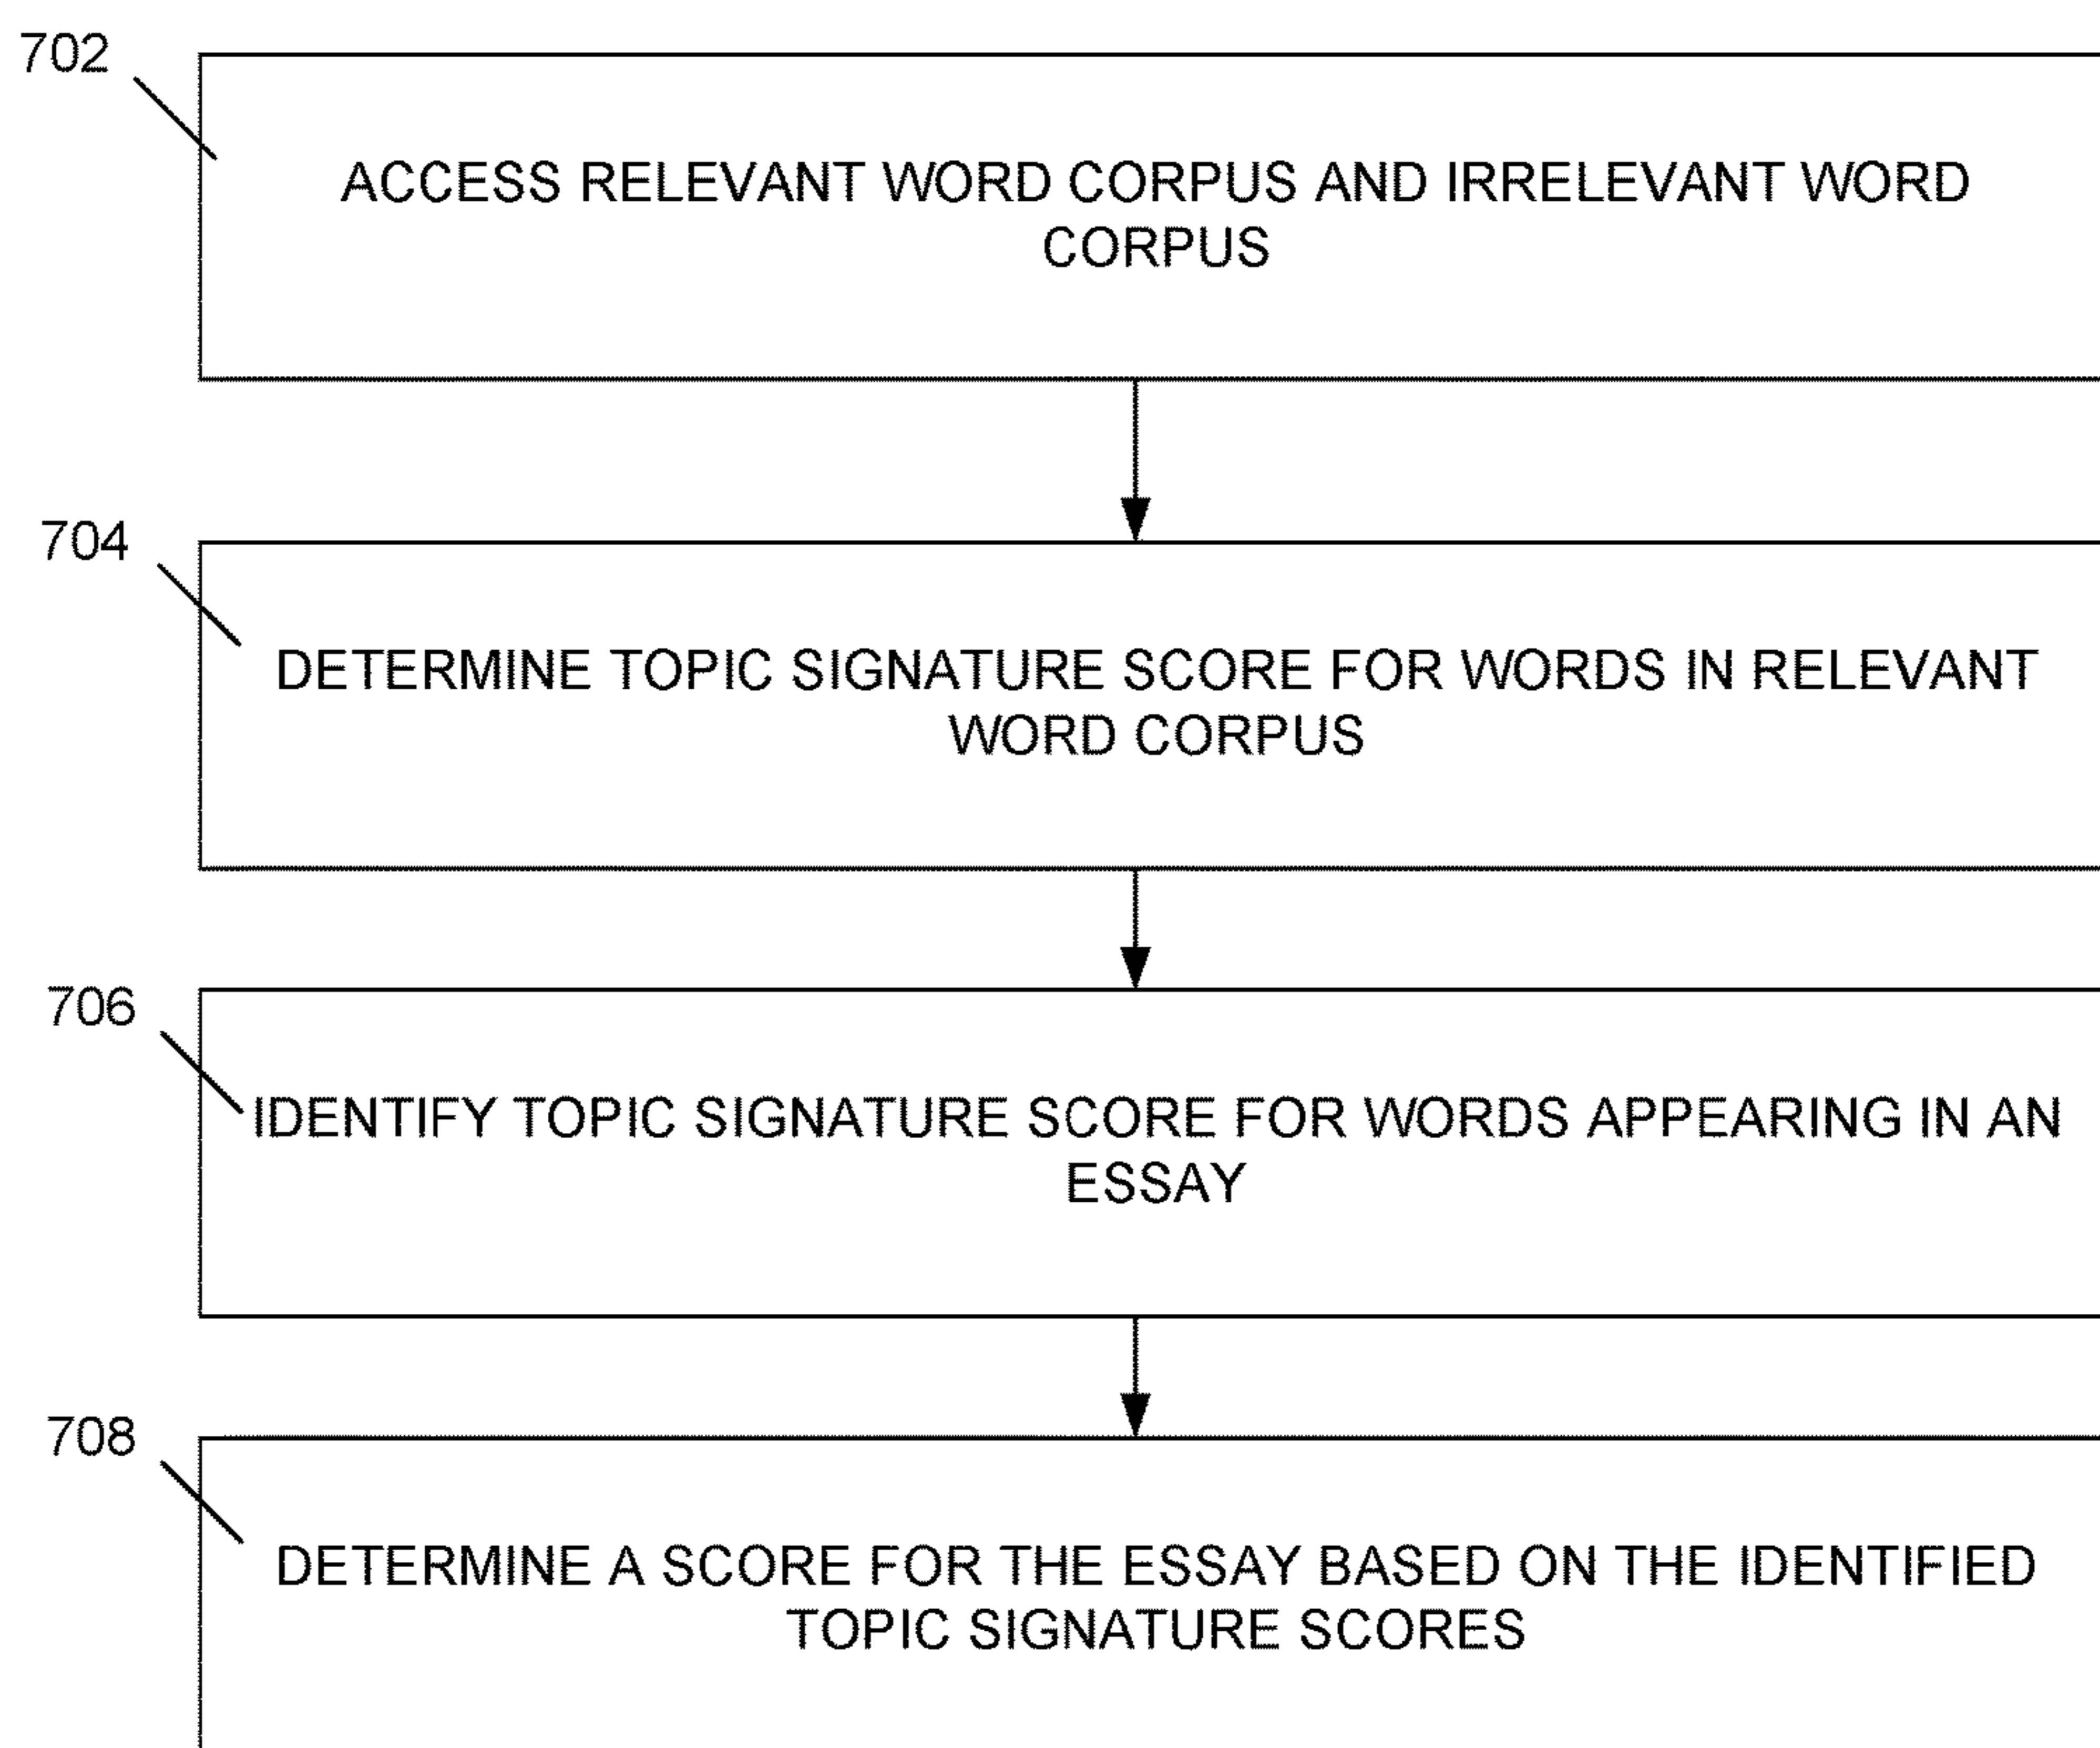 702
ACCESS RELEVANT WORD CORPUS AND IRRELEVANT WORD
CORPUS
704
DETERMINE TOPIC SIGNATURE SCORE FOR WORDS IN RELEVANT
WORD CORPUS
706
IDENTIFY TOPIC SIGNATURE SCORE FOR WORDS APPEARING IN AN
ESSAY
708
DETERMINE A SCORE FOR THE ESSAY BASED ON THE IDENTIFIED
TOPIC SIGNATURE SCORES